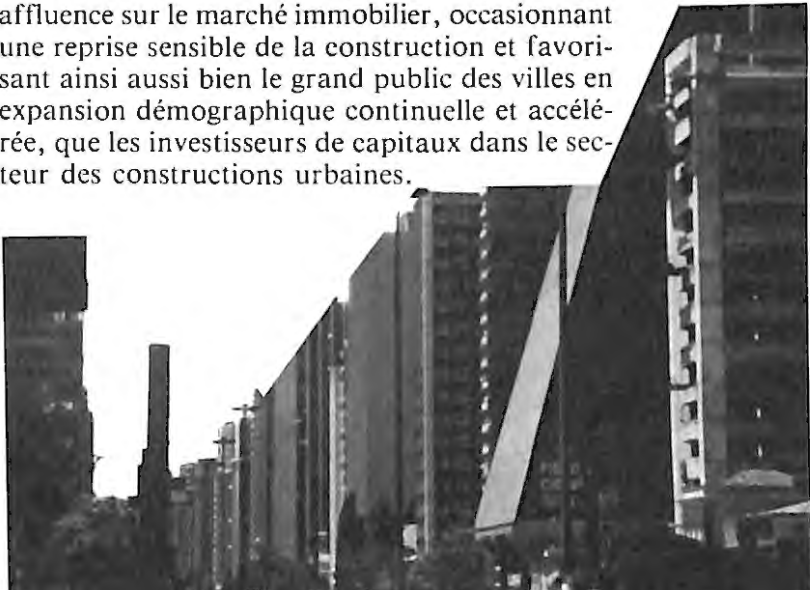 affluence sur le marché immobilier, occasionnant
une reprise sensible de la construction et favori-
sant ainsi aussi bien le grand public des villes en
expansion démographique continuelle et accélé-
rée, que les investisseurs de capitaux dans le sec-
teur des constructions urbaines.